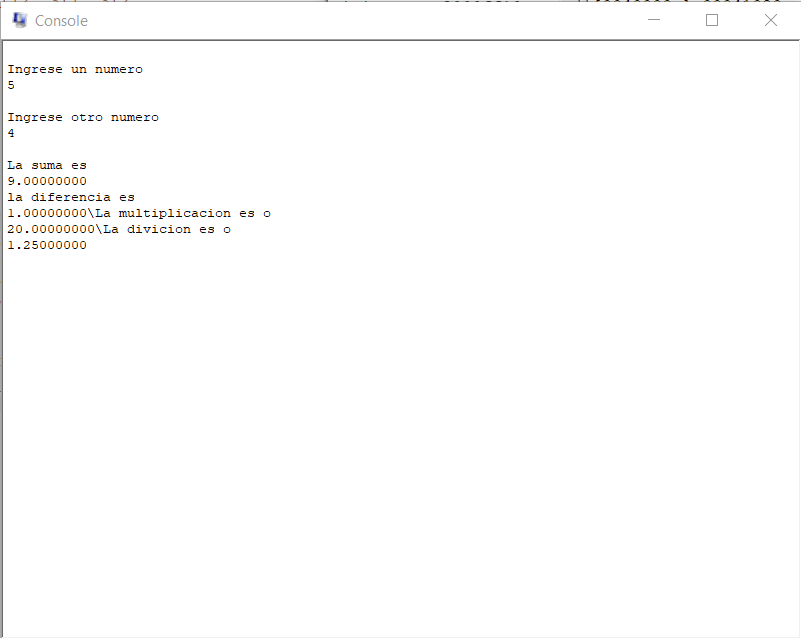 Console
Ingrese un numero
5
Ingrese otro numero
4
La suma es
9.00000000
la diferencia es
1.00000000\La multiplicacion es o
20.00000000\La divicion es o
1.25000000